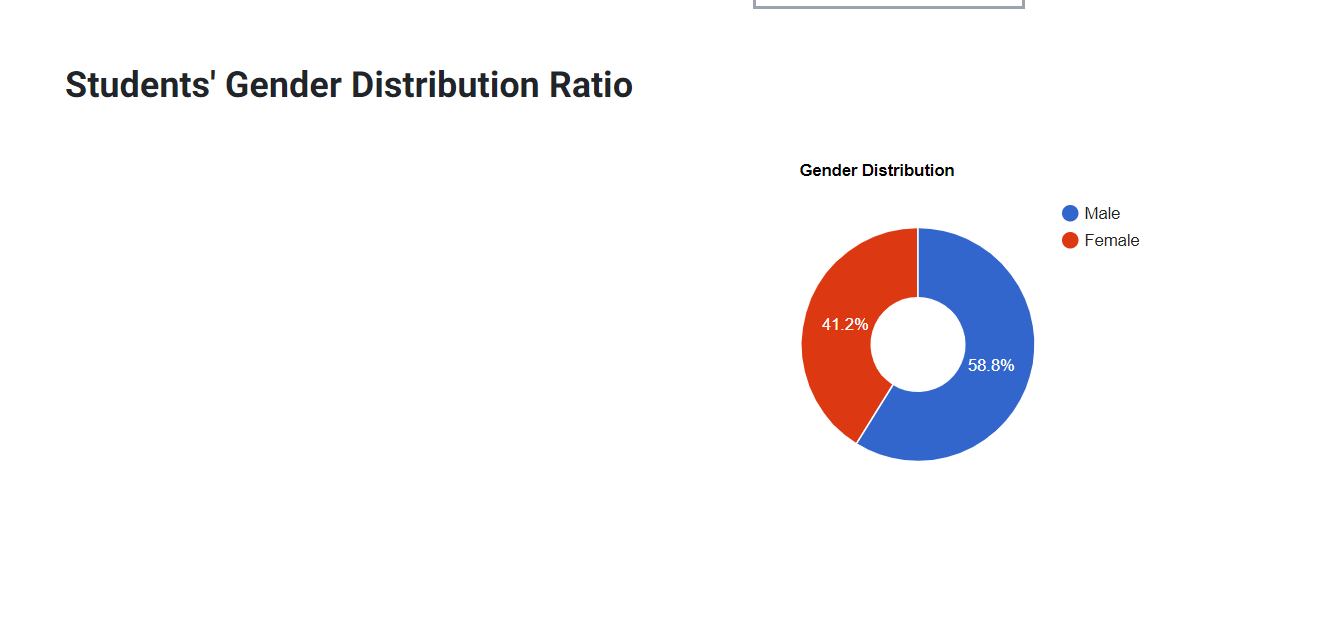 Students' Gender Distribution Ratio
Gender Distribution
Male
Female
41.2%
58.8%